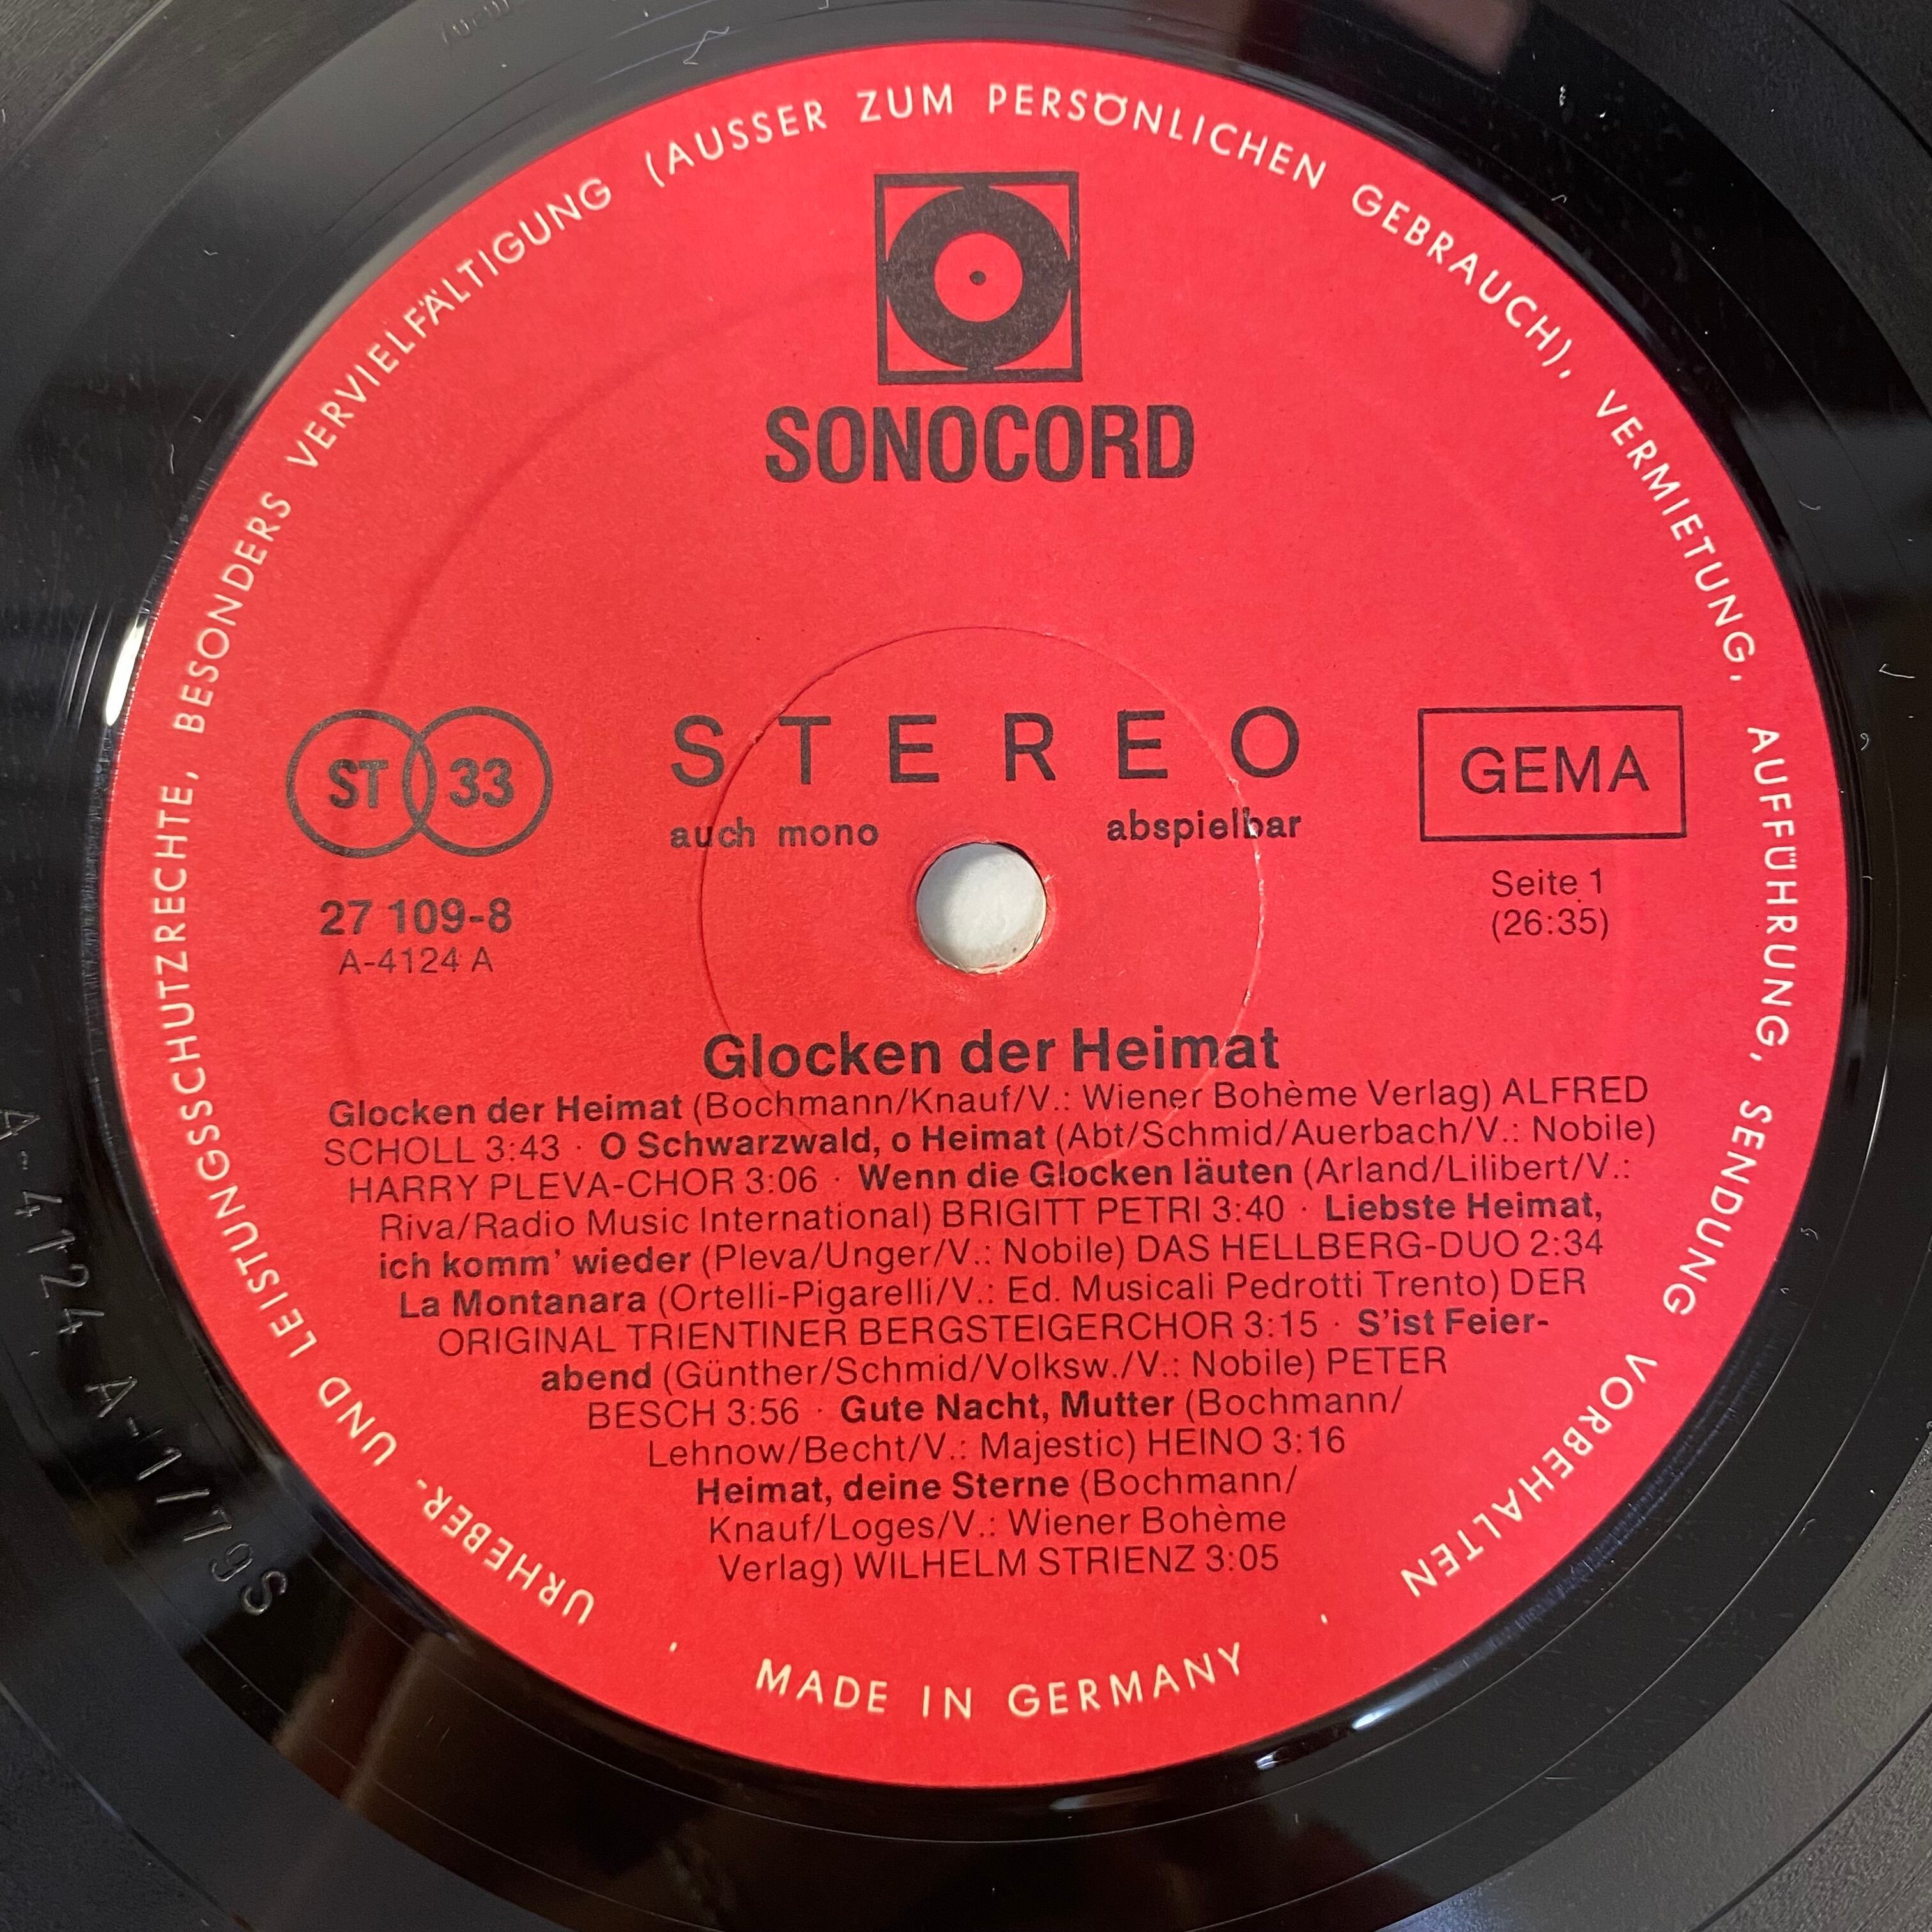 URHEBER- UND LEISTUNGSSCHUTZRECHTE, BESONDERS VERVIELFÄLTIGUNG (AUSSER ZUM PERSÖNLICHEN GEBRAUCH), VERMIETUNG, AUFFÜHRUNG, SENDUNG VORBEHALTEN
SONOCORD
ST 33
STEREO
GEMA
auch mono abspielbar
27 109-8
A-4124 A
Seite 1
(26:35)
Glocken der Heimat
Glocken der Heimat (Bochmann/Knauf/V.: Wiener Bohème Verlag) ALFRED
SCHOLL 3:43 · O Schwarzwald, o Heimat (Abt/Schmid/Auerbach/V.: Nobile)
HARRY PLEVA-CHOR 3:06 · Wenn die Glocken läuten (Arland/Lilibert/V.:
Riva/Radio Music International) BRIGITT PETRI 3:40 · Liebste Heimat,
ich komm' wieder (Pleva/Unger/V.: Nobile) DAS HELLBERG-DUO 2:34
La Montanara (Ortelli-Pigarelli/V.: Ed. Musicali Pedrotti Trento) DER
ORIGINAL TRIENTINER BERGSTEIGERCHOR 3:15 · S'ist Feier-
abend (Günther/Schmid/Volksw./V.: Nobile) PETER
BESCH 3:56 · Gute Nacht, Mutter (Bochmann/
Lehnow/Becht/V.: Majestic) HEINO 3:16
Heimat, deine Sterne (Bochmann/
Knauf/Loges/V.: Wiener Bohème
Verlag) WILHELM STRIENZ 3:05
· MADE IN GERMANY ·
A-4124 A-1/79